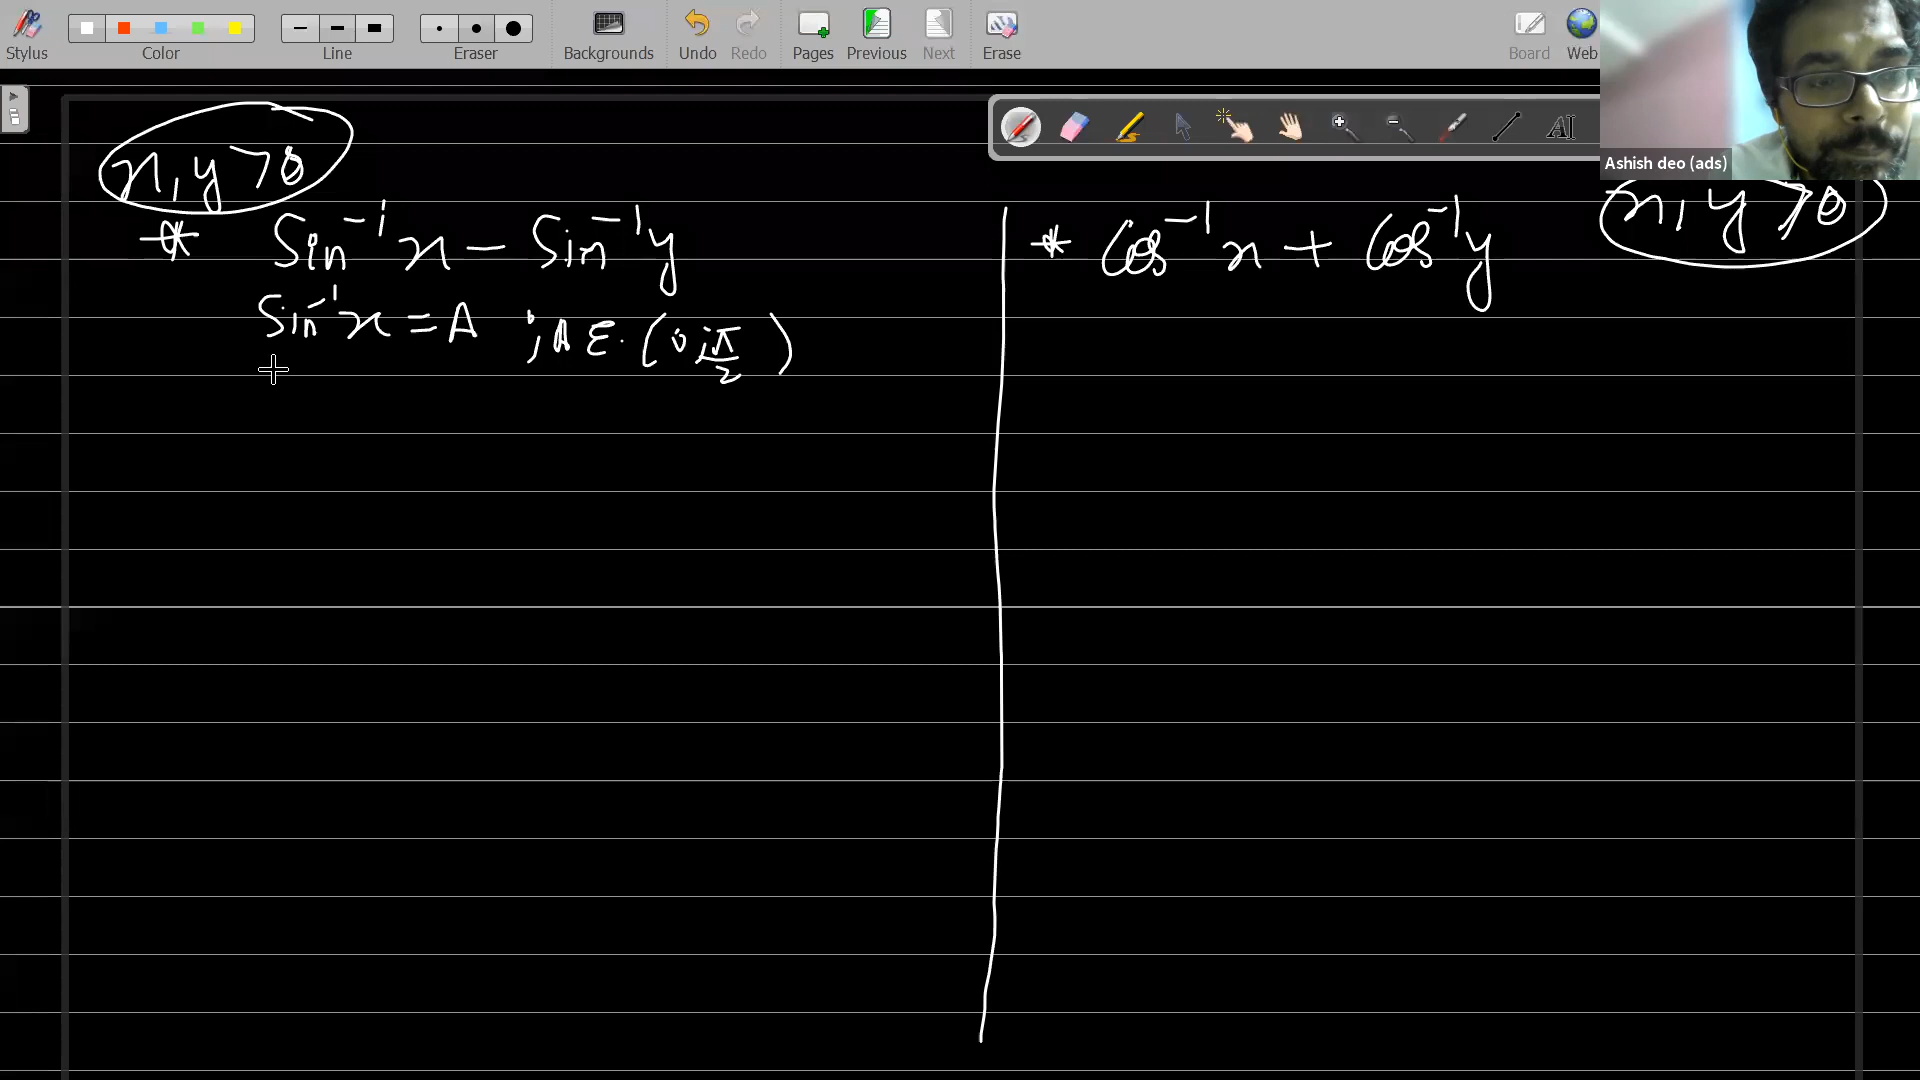 Stylus Color Line Eraser Backgrounds Undo Redo Pages Previous Next Erase Board Web
Ashish deo (ads)
x, y > 0
* Sin⁻¹x − Sin⁻¹y
Sin⁻¹x = A ; A ∈ (0, π/2)
x, y > 0
* Cos⁻¹x + Cos⁻¹y